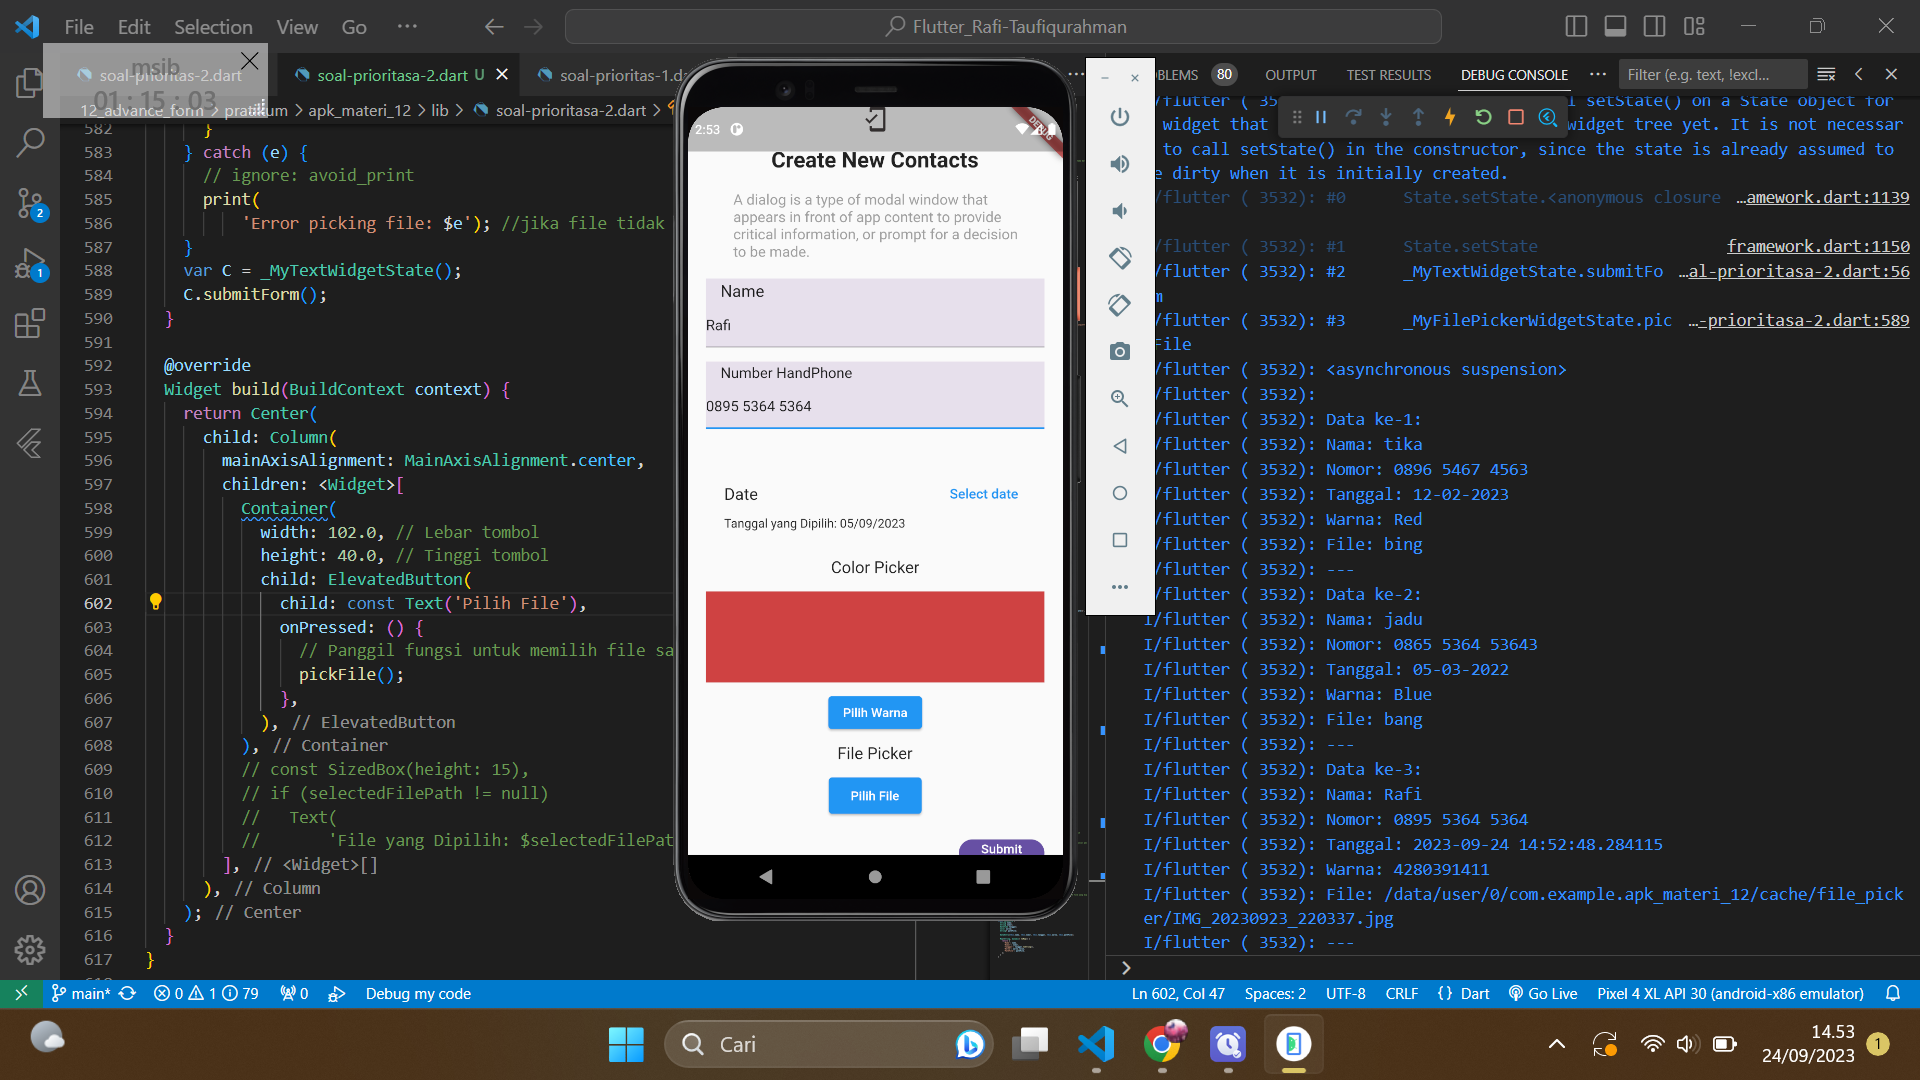 File Edit Selection View Go ···
Flutter_Rafi-Taufiqurahman
msib
01 : 15 : 03
soal-prioritas-2.dart
soal-prioritasa-2.dart U
soal-prioritas-1.da
12_advance_form > pratikum > apk_materi_12 > lib > soal-prioritasa-2.dart >
582 }
583 } catch (e) {
584 // ignore: avoid_print
585 print(
586 'Error picking file: $e'); //jika file tidak
587 }
588 var C = _MyTextWidgetState();
589 C.submitForm();
590 }
591
592 @override
593 Widget build(BuildContext context) {
594 return Center(
595 child: Column(
596 mainAxisAlignment: MainAxisAlignment.center,
597 children: <Widget>[
598 Container(
599 width: 102.0, // Lebar tombol
600 height: 40.0, // Tinggi tombol
601 child: ElevatedButton(
602 child: const Text('Pilih File'),
603 onPressed: () {
604 // Panggil fungsi untuk memilih file sa
605 pickFile();
606 },
607 ), // ElevatedButton
608 ), // Container
609 // const SizedBox(height: 15),
610 // if (selectedFilePath != null)
611 // Text(
612 // 'File yang Dipilih: $selectedFilePat
613 ], // <Widget>[]
614 ), // Column
615 ); // Center
616 }
617 }
2:53
DEBUG
Create New Contacts
A dialog is a type of modal window that
appears in front of app content to provide
critical information, or prompt for a decision
to be made.
Name
Rafi
Number HandPhone
0895 5364 5364
Date
Select date
Tanggal yang Dipilih: 05/09/2023
Color Picker
Pilih Warna
File Picker
Pilih File
Submit
BLEMS 80 OUTPUT TEST RESULTS DEBUG CONSOLE ···
Filter (e.g. text, !excl...
/flutter ( 35 l setState() on a State object for
widget that widget tree yet. It is not necessar
to call setState() in the constructor, since the state is already assumed to
e dirty when it is initially created.
/flutter ( 3532): #0 State.setState.<anonymous closure …amework.dart:1139
/flutter ( 3532): #1 State.setState framework.dart:1150
/flutter ( 3532): #2 _MyTextWidgetState.submitFo …al-prioritasa-2.dart:56
m
/flutter ( 3532): #3 _MyFilePickerWidgetState.pic …-prioritasa-2.dart:589
File
/flutter ( 3532): <asynchronous suspension>
/flutter ( 3532):
/flutter ( 3532): Data ke-1:
/flutter ( 3532): Nama: tika
/flutter ( 3532): Nomor: 0896 5467 4563
/flutter ( 3532): Tanggal: 12-02-2023
/flutter ( 3532): Warna: Red
/flutter ( 3532): File: bing
/flutter ( 3532): ---
/flutter ( 3532): Data ke-2:
I/flutter ( 3532): Nama: jadu
I/flutter ( 3532): Nomor: 0865 5364 53643
I/flutter ( 3532): Tanggal: 05-03-2022
I/flutter ( 3532): Warna: Blue
I/flutter ( 3532): File: bang
I/flutter ( 3532): ---
I/flutter ( 3532): Data ke-3:
I/flutter ( 3532): Nama: Rafi
I/flutter ( 3532): Nomor: 0895 5364 5364
I/flutter ( 3532): Tanggal: 2023-09-24 14:52:48.284115
I/flutter ( 3532): Warna: 4280391411
I/flutter ( 3532): File: /data/user/0/com.example.apk_materi_12/cache/file_pick
er/IMG_20230923_220337.jpg
I/flutter ( 3532): ---
2
1
main* 0 1 79 0 Debug my code
Ln 602, Col 47 Spaces: 2 UTF-8 CRLF {} Dart Go Live Pixel 4 XL API 30 (android-x86 emulator)
Cari
14.53
24/09/2023
1